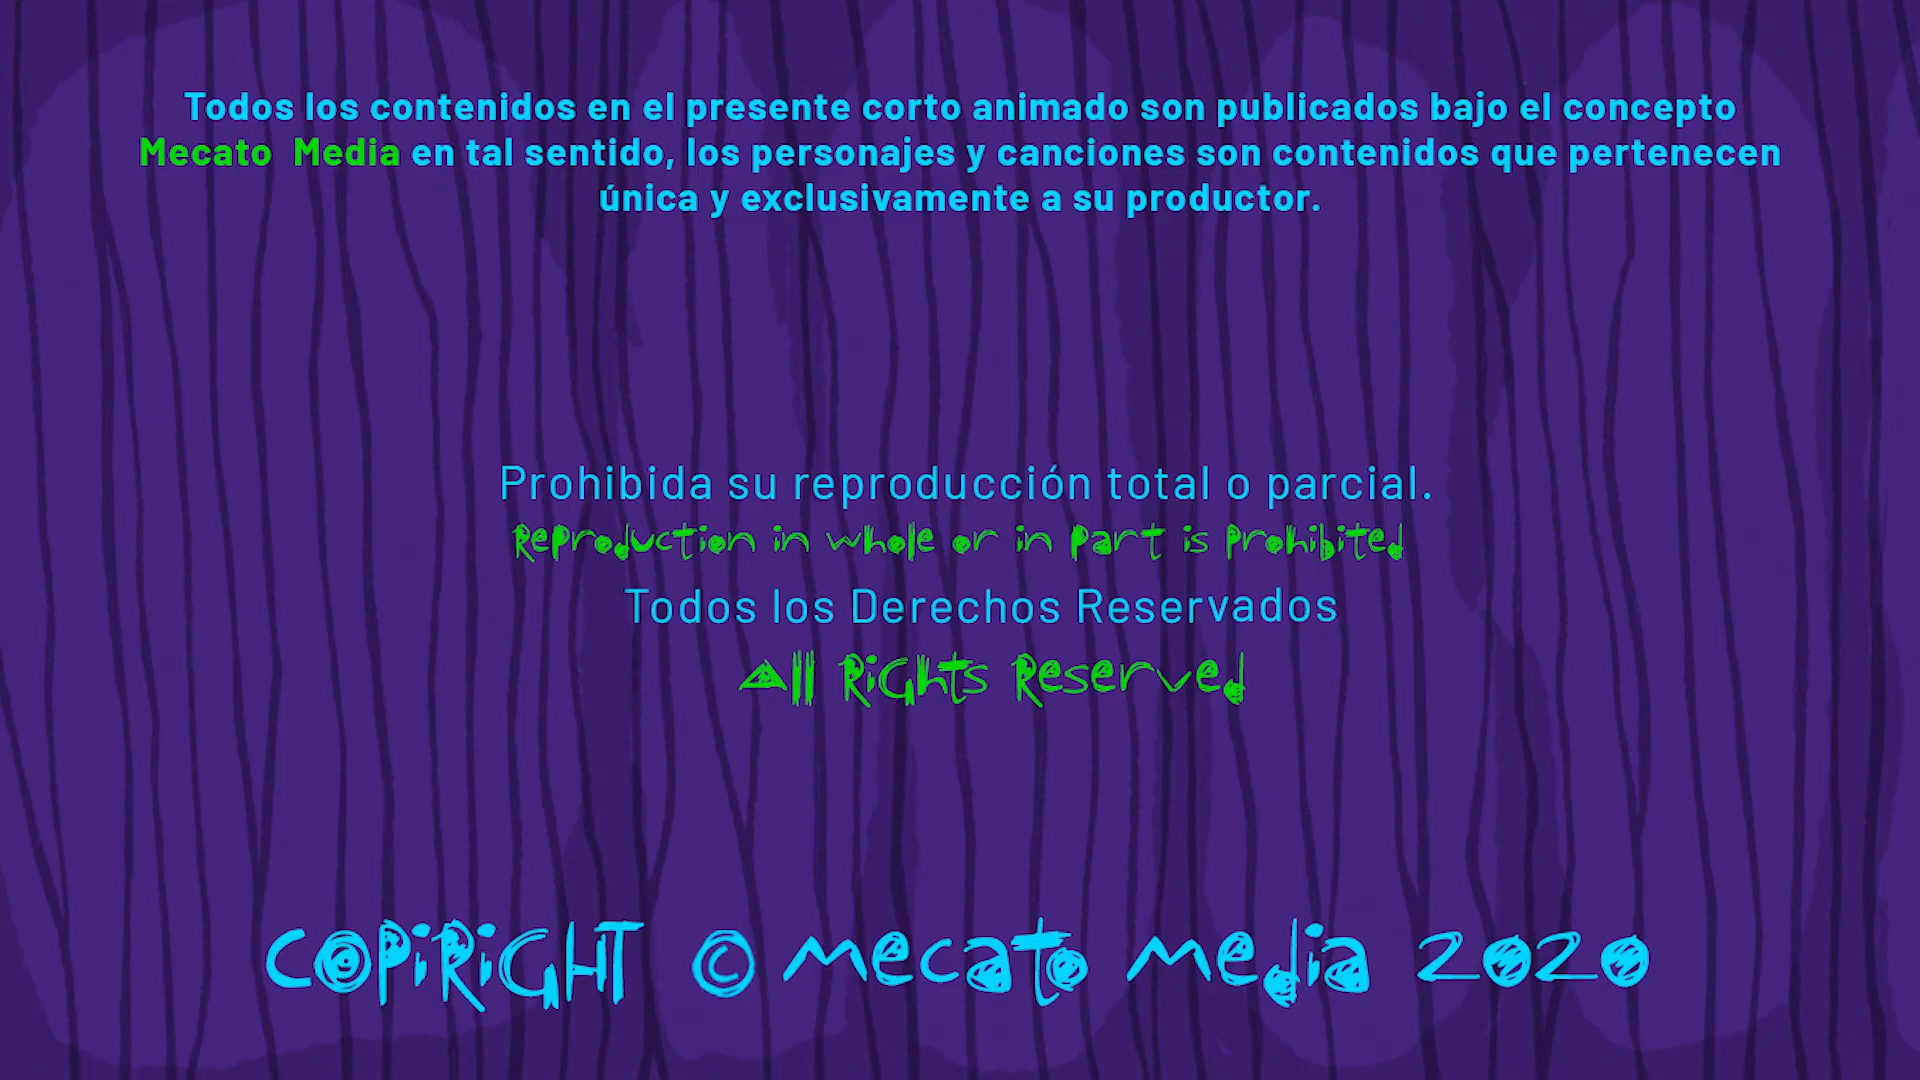 Todos los contenidos en el presente corto animado son publicados bajo el concepto
Mecato Media en tal sentido, los personajes y canciones son contenidos que pertenecen
única y exclusivamente a su productor.
Prohibida su reproducción total o parcial.
Reproduction in whole or in part is Prohibited
Todos los Derechos Reservados
All Rights Reserved
COPiRiGHT © Mecato Media 2020